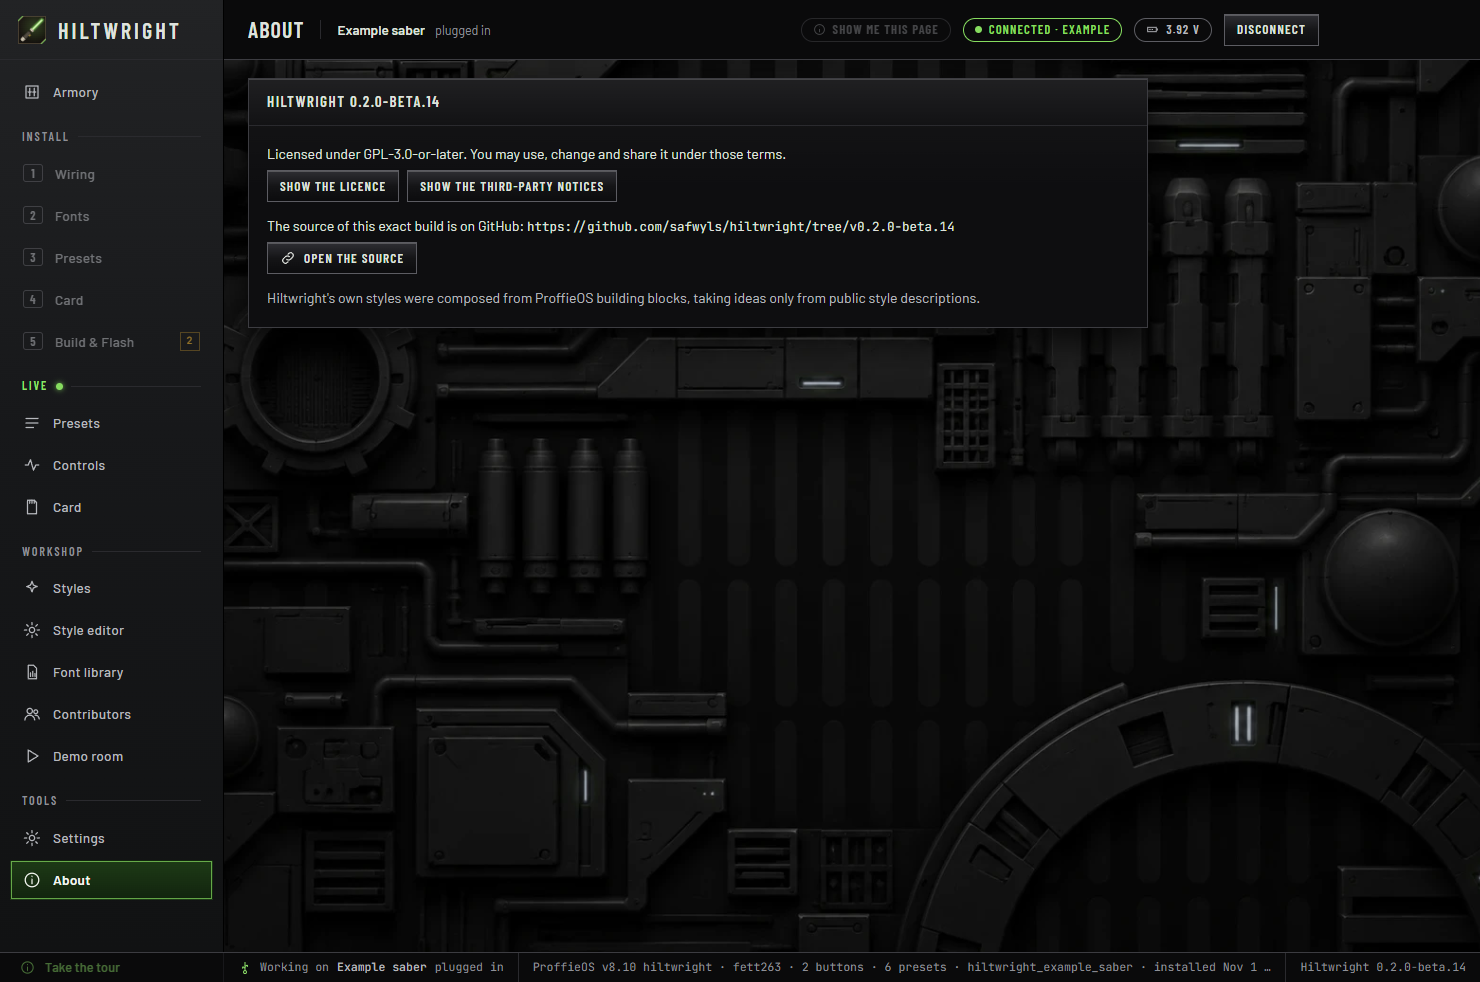 HILTWRIGHT
ABOUT
Example saber plugged in
SHOW ME THIS PAGE
CONNECTED · EXAMPLE
3.92 V
DISCONNECT
Armory
INSTALL
1 Wiring
2 Fonts
3 Presets
4 Card
5 Build & Flash 2
LIVE
Presets
Controls
Card
WORKSHOP
Styles
Style editor
Font library
Contributors
Demo room
TOOLS
Settings
About
Take the tour
HILTWRIGHT 0.2.0-BETA.14
Licensed under GPL-3.0-or-later. You may use, change and share it under those terms.
SHOW THE LICENCE
SHOW THE THIRD-PARTY NOTICES
The source of this exact build is on GitHub: https://github.com/safwyls/hiltwright/tree/v0.2.0-beta.14
OPEN THE SOURCE
Hiltwright's own styles were composed from ProffieOS building blocks, taking ideas only from public style descriptions.
Working on Example saber plugged in
ProffieOS v8.10 hiltwright · fett263 · 2 buttons · 6 presets · hiltwright_example_saber · installed Nov 1 …
Hiltwright 0.2.0-beta.14